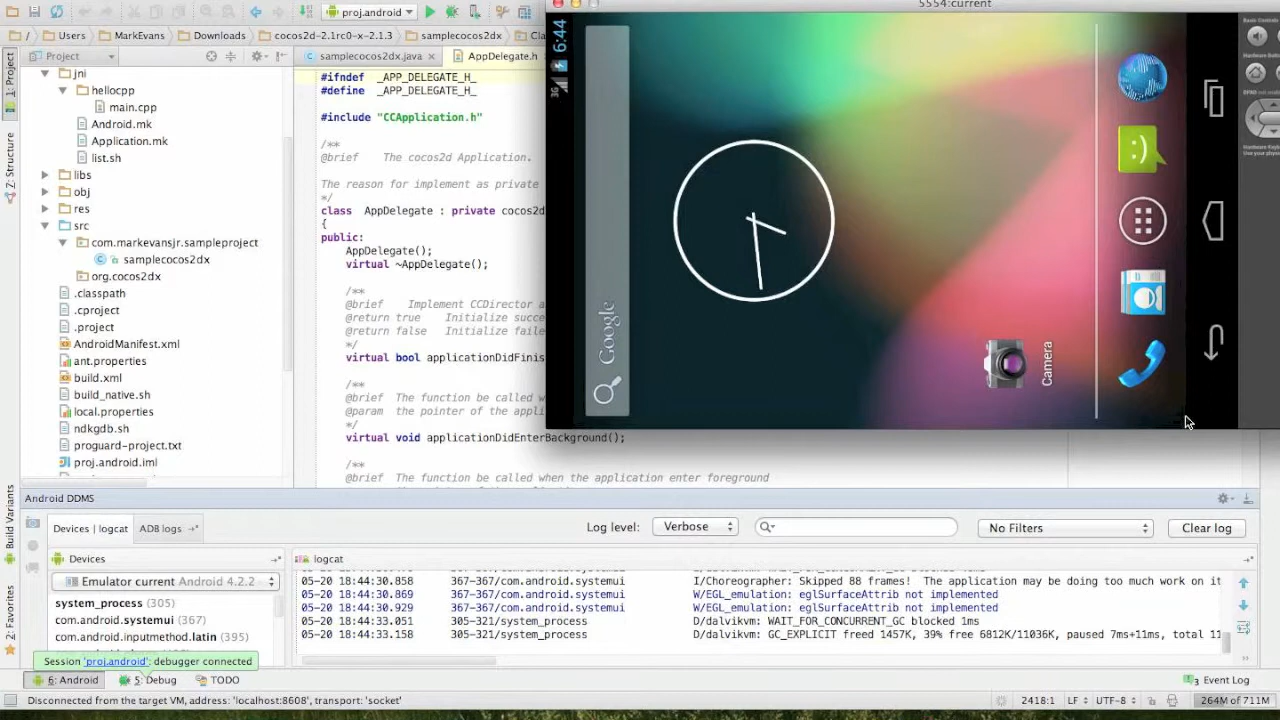 5554:current
proj.android
Users
MarkEvans
Downloads
cocos2d-2.1rc0-x-2.1.3
samplecocos2dx
1: Project
Z: Structure
Build Variants
2: Favorites
Project
samplecocos2dx.java
AppDelegate.h
jni
hellocpp
main.cpp
Android.mk
Application.mk
list.sh
libs
obj
res
src
com.markevansjr.sampleproject
samplecocos2dx
org.cocos2dx
.classpath
.cproject
.project
AndroidManifest.xml
ant.properties
build.xml
build_native.sh
local.properties
ndkgdb.sh
proguard-project.txt
proj.android.iml
#ifndef _APP_DELEGATE_H_
#define _APP_DELEGATE_H_
#include "CCApplication.h"
/**
@brief The cocos2d Application.
The reason for implement as private
*/
class AppDelegate : private cocos2d
{
public:
AppDelegate();
virtual ~AppDelegate();
/**
@brief Implement CCDirector a
@return true Initialize succe
@return false Initialize faile
*/
virtual bool applicationDidFinis
/**
@brief The function be called w
@param the pointer of the applic
*/
virtual void applicationDidEnterBackground();
/**
@brief The function be called when the application enter foreground
6:44
3G
Google
Camera
Basic Controls
Android DDMS
Devices | logcat
ADB logs
Log level:
Verbose
No Filters
Clear log
Devices
logcat
Emulator current Android 4.2.2
system_process (305)
com.android.systemui (367)
com.android.inputmethod.latin (395)
05-20 18:44:30.858 367-367/com.android.systemui I/Choreographer: Skipped 88 frames! The application may be doing too much work on it
05-20 18:44:30.869 367-367/com.android.systemui W/EGL_emulation: eglSurfaceAttrib not implemented
05-20 18:44:30.929 367-367/com.android.systemui W/EGL_emulation: eglSurfaceAttrib not implemented
05-20 18:44:33.051 305-321/system_process D/dalvikvm: WAIT_FOR_CONCURRENT_GC blocked 1ms
05-20 18:44:33.158 305-321/system_process D/dalvikvm: GC_EXPLICIT freed 1457K, 39% free 6812K/11036K, paused 7ms+11ms, total 11
Session 'proj.android': debugger connected
6: Android
5: Debug
TODO
Event Log
Disconnected from the target VM, address: 'localhost:8608', transport: 'socket'
2418:1
LF
UTF-8
264M of 711M